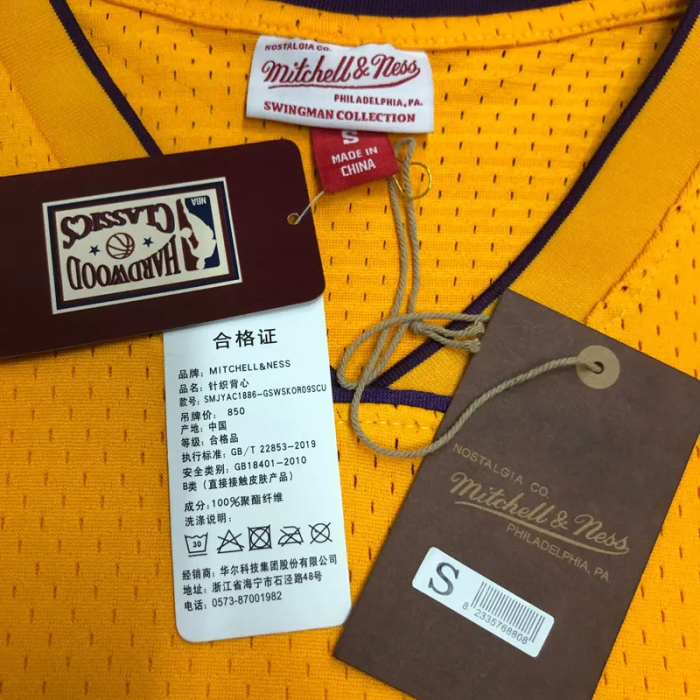 NOSTALGIA CO.
Mitchell & Ness
PHILADELPHIA, PA.
SWINGMAN COLLECTION
S
MADE IN
CHINA
NBA
HARDWOOD
CLASSICS
合格证
品牌: MITCHELL&NESS
品名: 针织背心
款号: SMJYAC1886-GSWSKOR09SCU
吊牌价: 850
产地: 中国
等级: 合格品
执行标准: GB/T 22853-2019
安全类别: GB18401-2010
B类 (直接接触皮肤产品)
成分: 100%聚酯纤维
洗涤说明:
30
经销商: 华尔科技集团股份有限公司
地址: 浙江省海宁市石泾路48号
电话: 0573-87001982
NOSTALGIA CO.
Mitchell & Ness
PHILADELPHIA, PA.
S
8 2335768808